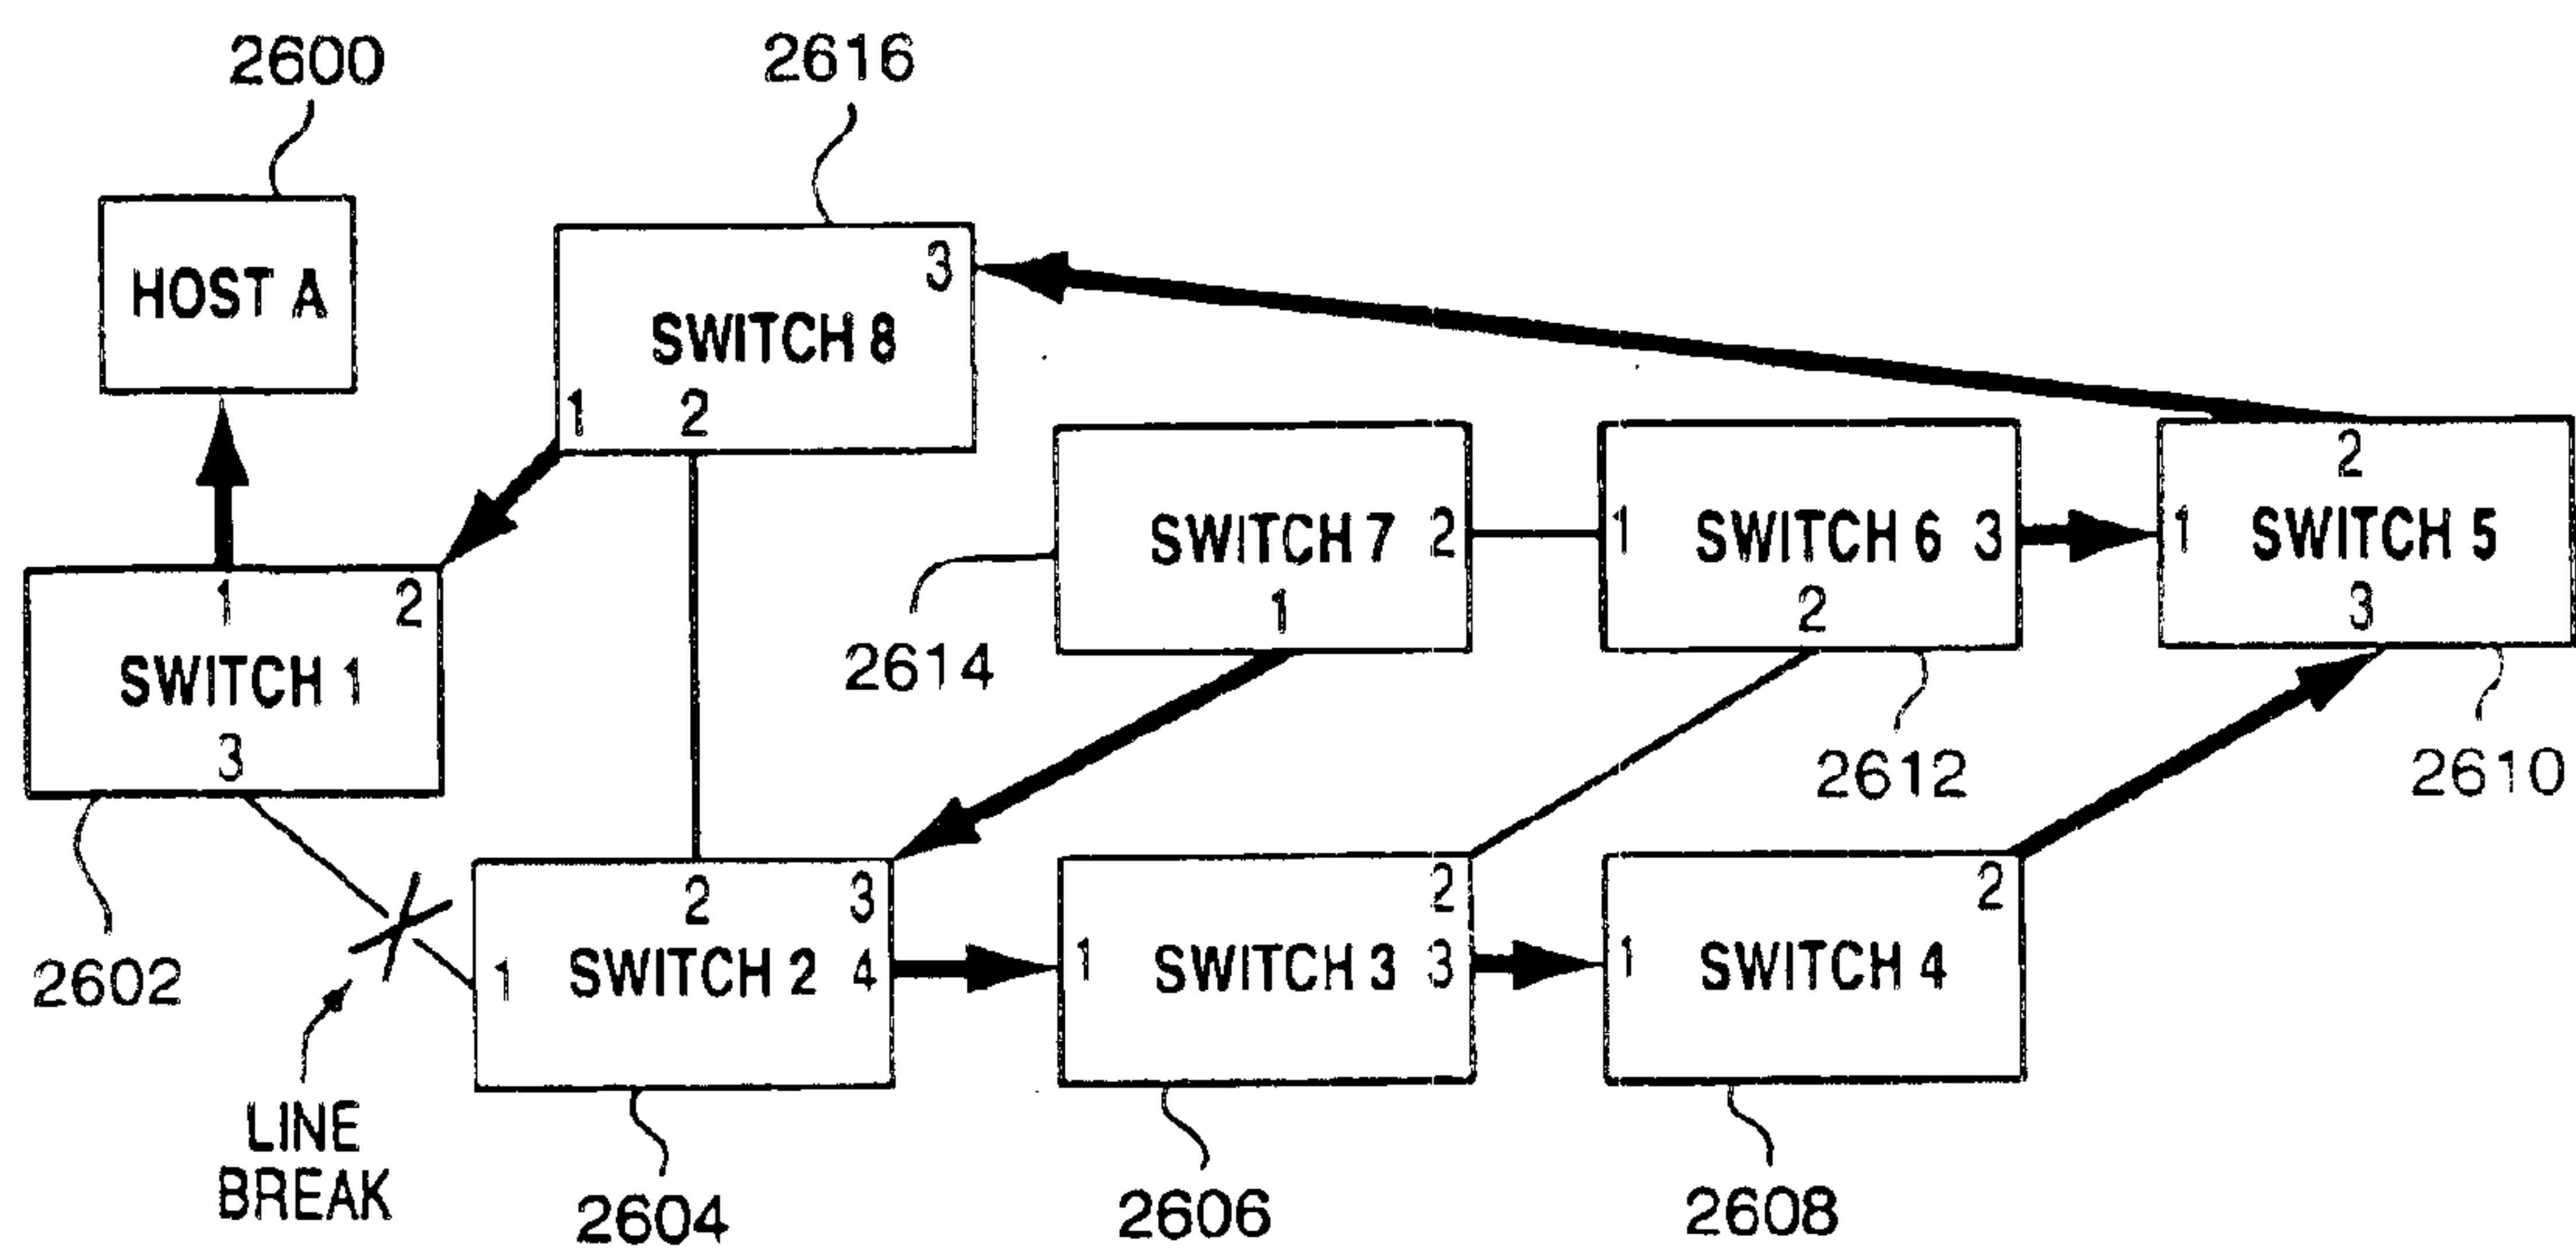 2600
2616
HOST A
3
SWITCH 8
1 2
2
1 2
SWITCH 7 2
1 SWITCH 6 3
1 SWITCH 5
1
2
3
SWITCH 1
3
2614
2612
2610
2602
2 3
1 SWITCH 2 4
2
1 SWITCH 3 3
2
1 SWITCH 4
LINE
BREAK
2604
2606
2608